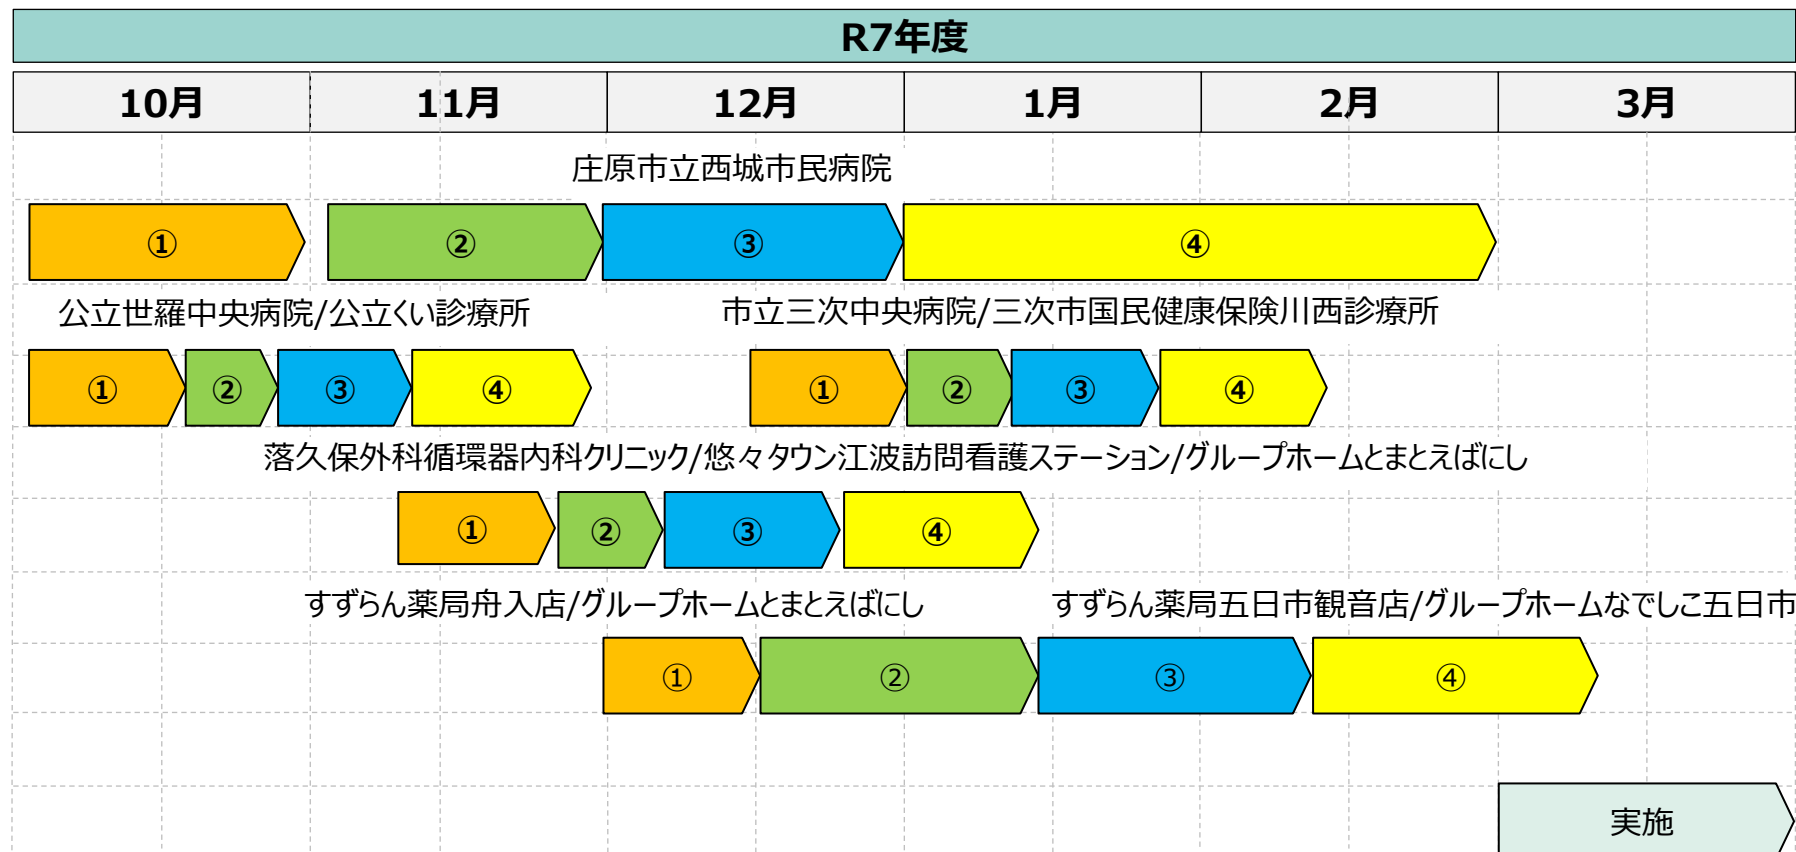 R7年度
10月 11月 12月 1月 2月 3月
庄原市立西城市民病院
① ② ③ ④
公立世羅中央病院/公立くい診療所 市立三次中央病院/三次市国民健康保険川西診療所
① ② ③ ④ ① ② ③ ④
落久保外科循環器内科クリニック/悠々タウン江波訪問看護ステーション/グループホームとまとえばにし
① ② ③ ④
すずらん薬局舟入店/グループホームとまとえばにし すずらん薬局五日市観音店/グループホームなでしこ五日市
① ② ③ ④
実施